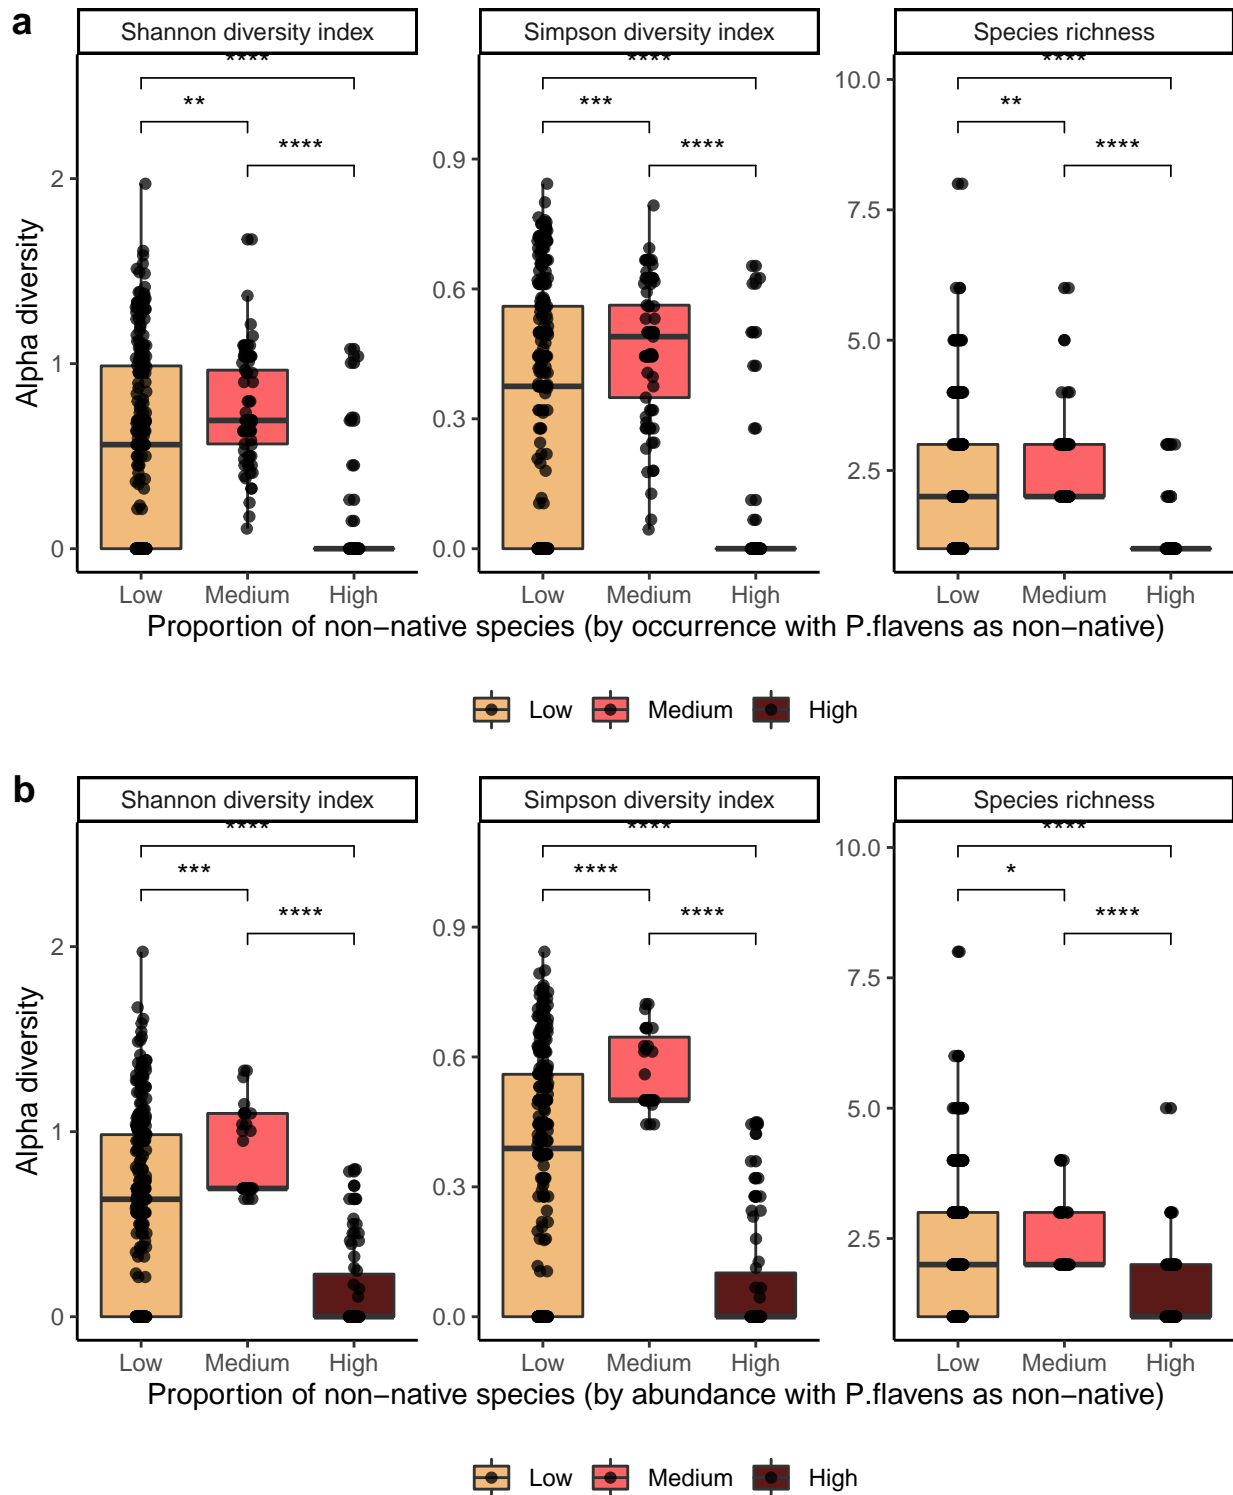 a
Shannon diversity index Simpson diversity index Species richness
**** **** ****
** *** **
**** **** ****
Alpha diversity
2
1
0
0.9
0.6
0.3
0.0
10.0
7.5
5.0
2.5
Low Medium High Low Medium High Low Medium High
Proportion of non−native species (by occurrence with P.flavens as non−native)
Low Medium High
b
Shannon diversity index Simpson diversity index Species richness
**** **** ****
*** **** *
**** **** ****
Alpha diversity
2
1
0
0.9
0.6
0.3
0.0
10.0
7.5
5.0
2.5
Low Medium High Low Medium High Low Medium High
Proportion of non−native species (by abundance with P.flavens as non−native)
Low Medium High